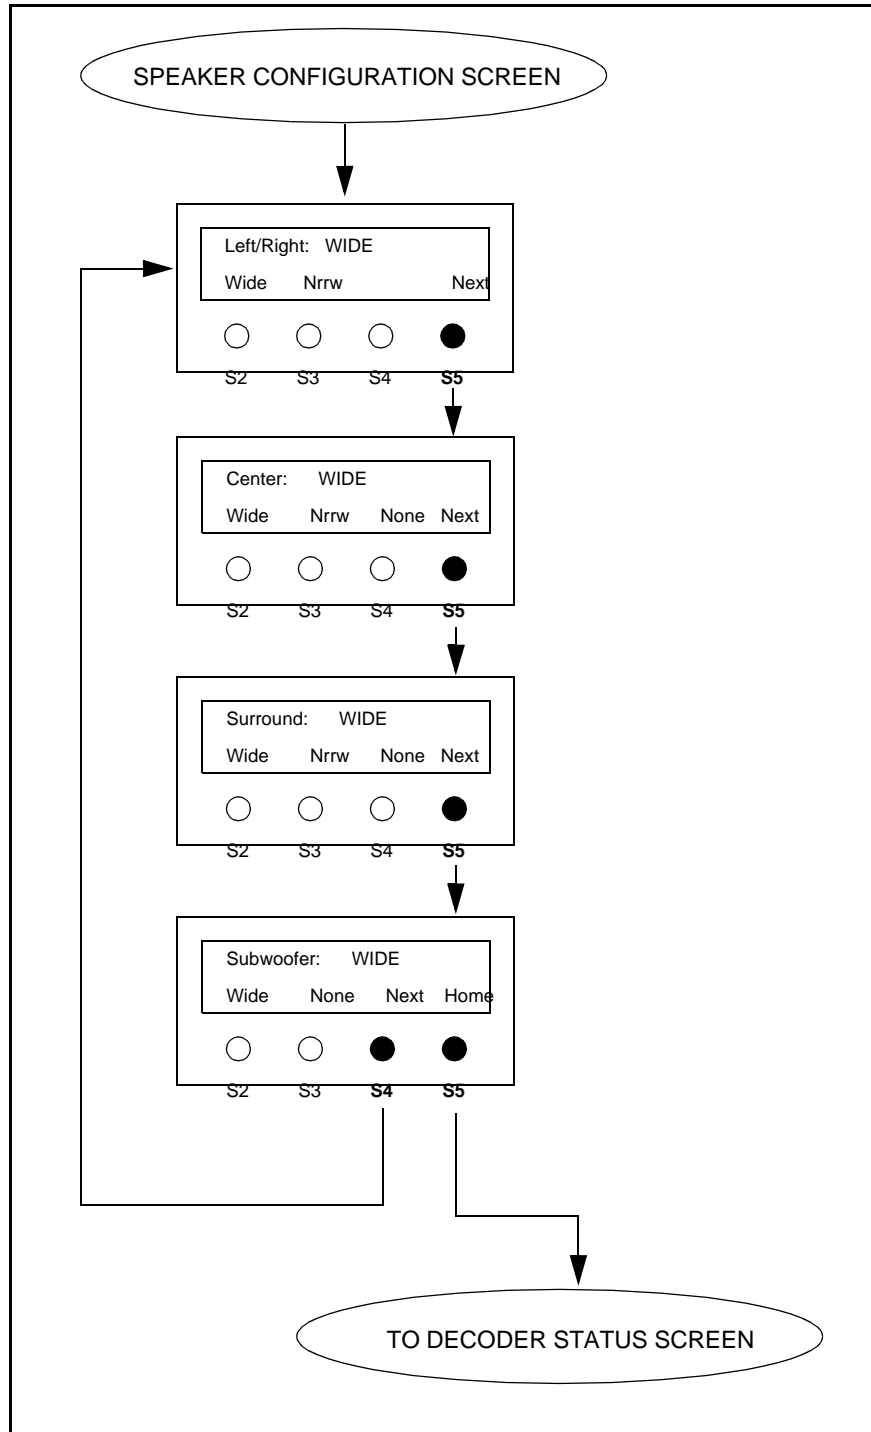 SPEAKER CONFIGURATION SCREEN
Left/Right: WIDE
Wide Nrrw Next
S2 S3 S4 S5
Center: WIDE
Wide Nrrw None Next
S2 S3 S4 S5
Surround: WIDE
Wide Nrrw None Next
S2 S3 S4 S5
Subwoofer: WIDE
Wide None Next Home
S2 S3 S4 S5
TO DECODER STATUS SCREEN